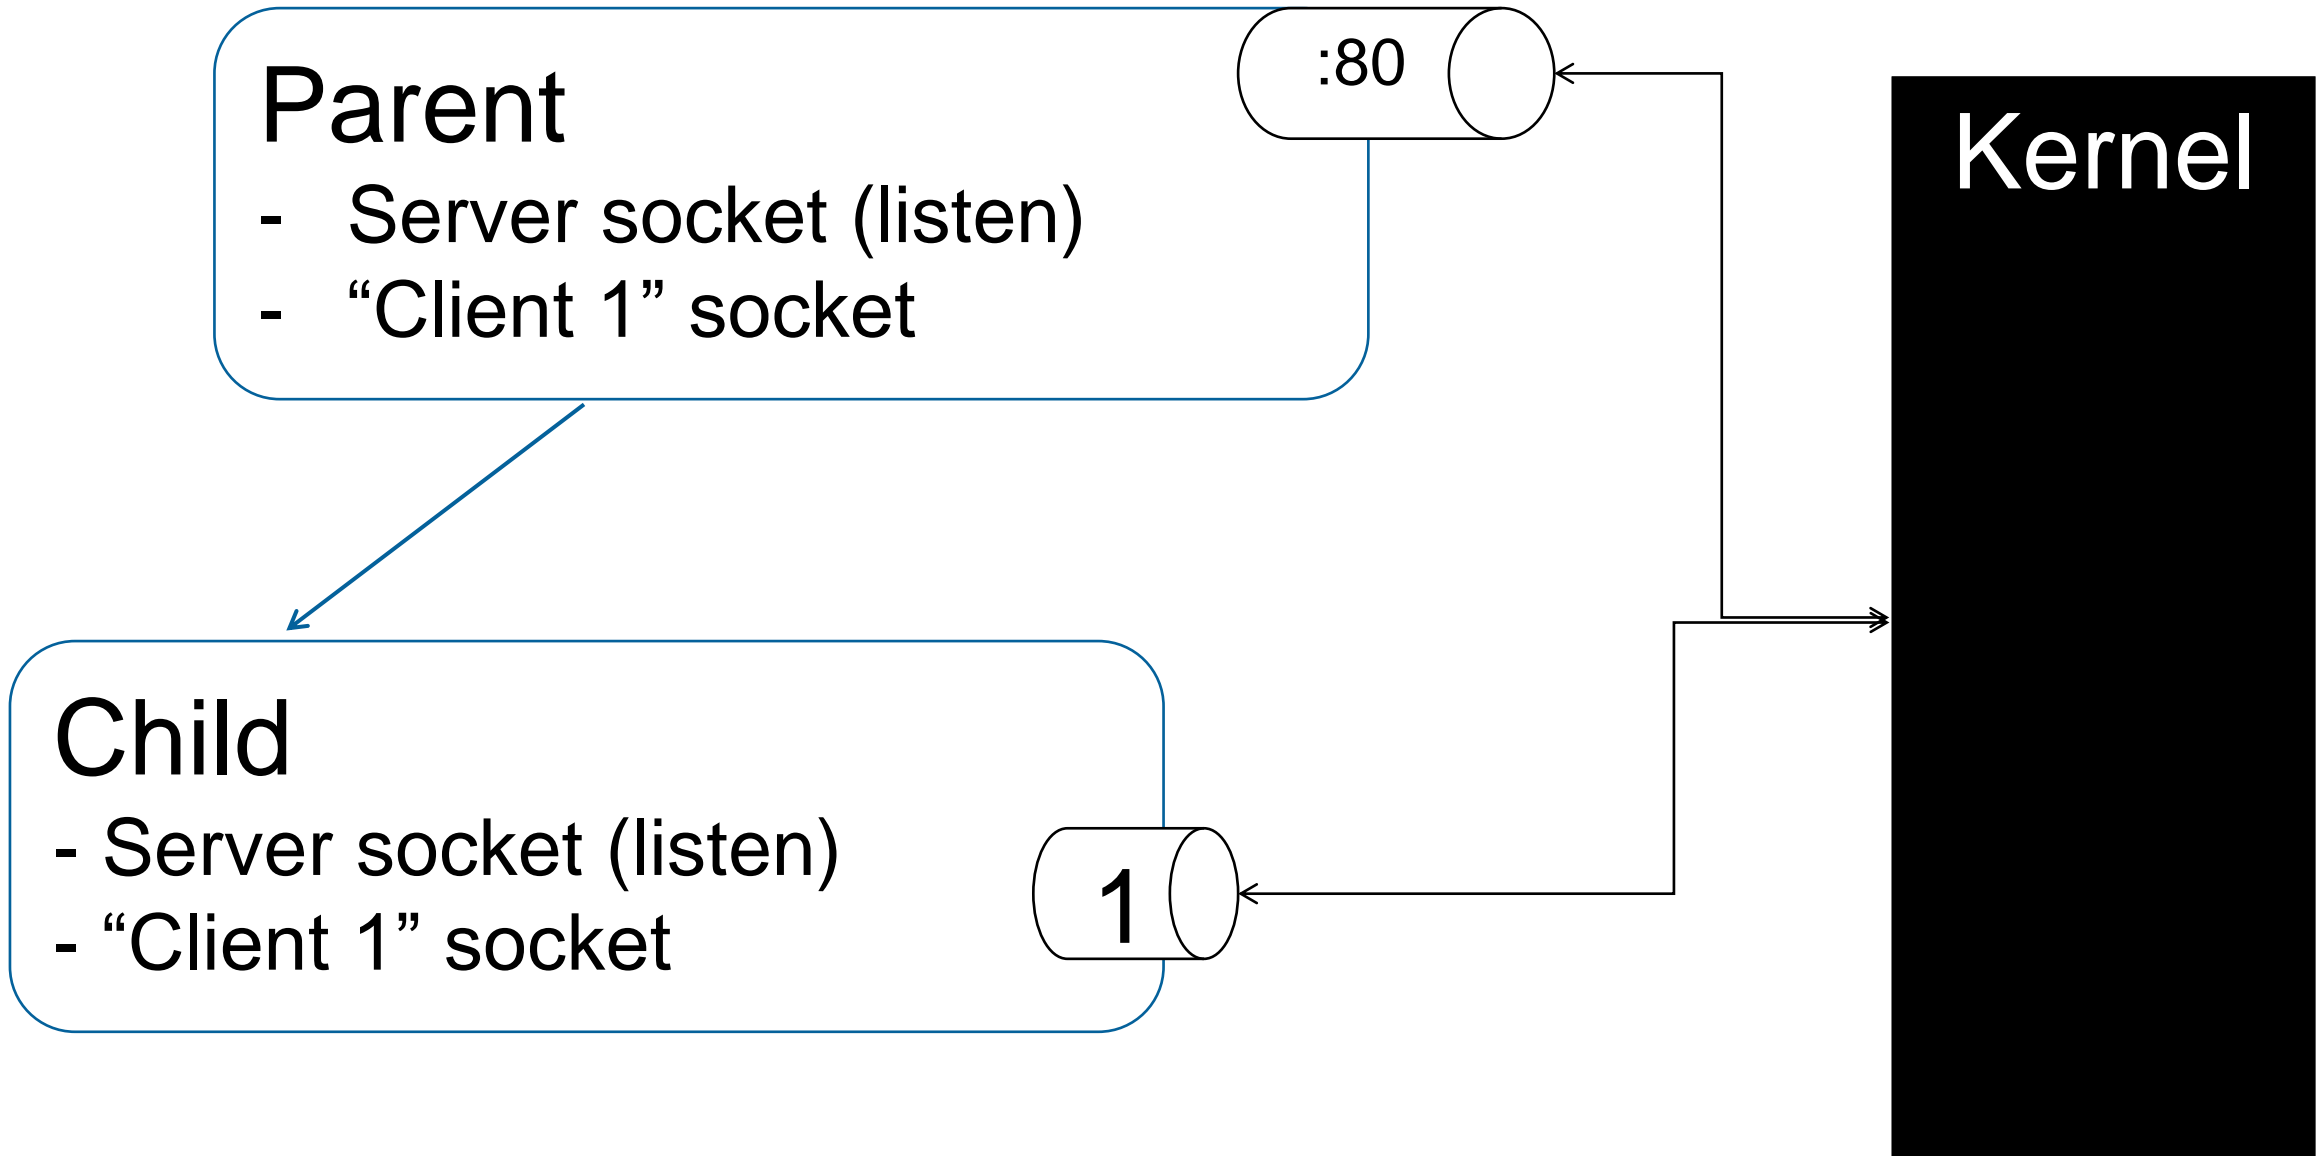 Parent
- Server socket (listen)
- “Client 1” socket
:80
Kernel
Child
- Server socket (listen)
- “Client 1” socket
1